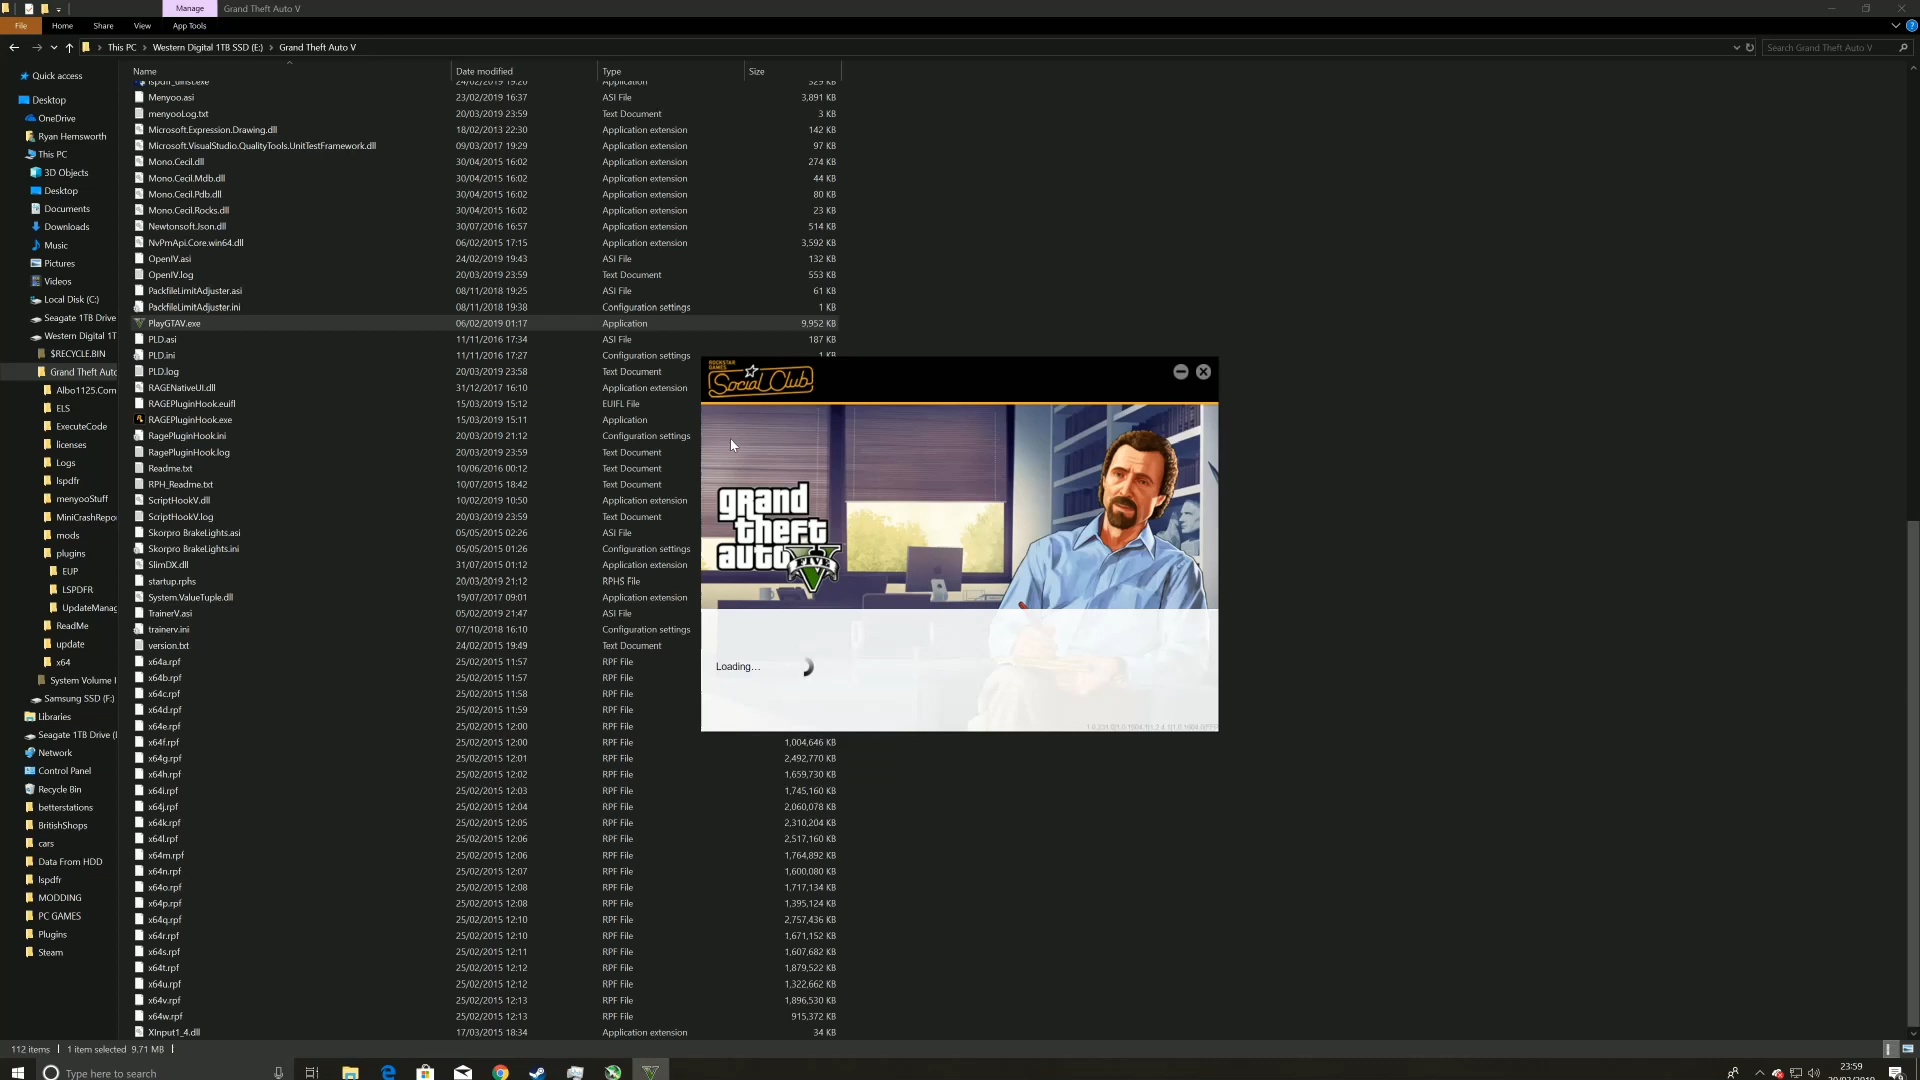 Manage
Grand Theft Auto V
File
Home
Share
View
App Tools
This PC > Western Digital 1TB SSD (E:) > Grand Theft Auto V
Search Grand Theft Auto V
Name
Date modified
Type
Size
Quick access
Desktop
OneDrive
Ryan Hemsworth
This PC
3D Objects
Desktop
Documents
Downloads
Music
Pictures
Videos
Local Disk (C:)
Seagate 1TB Drive
Western Digital 1T
$RECYCLE.BIN
Grand Theft Auto
Albo1125.Com
ELS
ExecuteCode
licenses
Logs
lspdfr
menyooStuff
MiniCrashRepo
mods
plugins
EUP
LSPDFR
UpdateManag
ReadMe
update
x64
System Volume I
Samsung SSD (F:)
Libraries
Seagate 1TB Drive (
Network
Control Panel
Recycle Bin
betterstations
BritishShops
cars
Data From HDD
lspdfr
MODDING
PC GAMES
Plugins
Steam
lspdfr_uinst.exe 24/02/2019 19:20 Application 329 KB
Menyoo.asi 23/02/2019 16:37 ASI File 3,891 KB
menyooLog.txt 20/03/2019 23:59 Text Document 3 KB
Microsoft.Expression.Drawing.dll 18/02/2013 22:30 Application extension 142 KB
Microsoft.VisualStudio.QualityTools.UnitTestFramework.dll 09/03/2017 19:29 Application extension 97 KB
Mono.Cecil.dll 30/04/2015 16:02 Application extension 274 KB
Mono.Cecil.Mdb.dll 30/04/2015 16:02 Application extension 44 KB
Mono.Cecil.Pdb.dll 30/04/2015 16:02 Application extension 80 KB
Mono.Cecil.Rocks.dll 30/04/2015 16:02 Application extension 23 KB
Newtonsoft.Json.dll 30/07/2016 16:57 Application extension 514 KB
NvPmApi.Core.win64.dll 06/02/2015 17:15 Application extension 3,592 KB
OpenIV.asi 24/02/2019 19:43 ASI File 132 KB
OpenIV.log 20/03/2019 23:59 Text Document 553 KB
PackfileLimitAdjuster.asi 08/11/2018 19:25 ASI File 61 KB
PackfileLimitAdjuster.ini 08/11/2018 19:38 Configuration settings 1 KB
PlayGTAV.exe 06/02/2019 01:17 Application 9,952 KB
PLD.asi 11/11/2016 17:34 ASI File 187 KB
PLD.ini 11/11/2016 17:27 Configuration settings 1 KB
PLD.log 20/03/2019 23:58 Text Document
RAGENativeUI.dll 31/12/2017 16:10 Application extension
RAGEPluginHook.euifl 15/03/2019 15:12 EUIFL File
RAGEPluginHook.exe 15/03/2019 15:11 Application
RagePluginHook.ini 20/03/2019 21:12 Configuration settings
RagePluginHook.log 20/03/2019 23:59 Text Document
Readme.txt 10/06/2016 00:12 Text Document
RPH_Readme.txt 10/07/2015 18:42 Text Document
ScriptHookV.dll 10/02/2019 10:50 Application extension
ScriptHookV.log 20/03/2019 23:59 Text Document
Skorpro BrakeLights.asi 05/05/2015 02:26 ASI File
Skorpro BrakeLights.ini 05/05/2015 01:26 Configuration settings
SlimDX.dll 31/07/2015 01:12 Application extension
startup.rphs 20/03/2019 21:12 RPHS File
System.ValueTuple.dll 19/07/2017 09:01 Application extension
TrainerV.asi 05/02/2019 21:47 ASI File
trainerv.ini 07/10/2018 16:10 Configuration settings
version.txt 24/02/2015 19:49 Text Document
x64a.rpf 25/02/2015 11:57 RPF File
x64b.rpf 25/02/2015 11:57 RPF File
x64c.rpf 25/02/2015 11:58 RPF File
x64d.rpf 25/02/2015 11:59 RPF File
x64e.rpf 25/02/2015 12:00 RPF File
x64f.rpf 25/02/2015 12:00 RPF File 1,004,646 KB
x64g.rpf 25/02/2015 12:01 RPF File 2,492,770 KB
x64h.rpf 25/02/2015 12:02 RPF File 1,659,730 KB
x64i.rpf 25/02/2015 12:03 RPF File 1,745,160 KB
x64j.rpf 25/02/2015 12:04 RPF File 2,060,078 KB
x64k.rpf 25/02/2015 12:05 RPF File 2,310,204 KB
x64l.rpf 25/02/2015 12:06 RPF File 2,517,160 KB
x64m.rpf 25/02/2015 12:06 RPF File 1,764,892 KB
x64n.rpf 25/02/2015 12:07 RPF File 1,600,080 KB
x64o.rpf 25/02/2015 12:08 RPF File 1,717,134 KB
x64p.rpf 25/02/2015 12:08 RPF File 1,395,124 KB
x64q.rpf 25/02/2015 12:10 RPF File 2,757,436 KB
x64r.rpf 25/02/2015 12:10 RPF File 1,671,152 KB
x64s.rpf 25/02/2015 12:11 RPF File 1,607,682 KB
x64t.rpf 25/02/2015 12:12 RPF File 1,879,522 KB
x64u.rpf 25/02/2015 12:12 RPF File 1,322,662 KB
x64v.rpf 25/02/2015 12:13 RPF File 1,896,530 KB
x64w.rpf 25/02/2015 12:13 RPF File 915,372 KB
XInput1_4.dll 17/03/2015 18:34 Application extension 34 KB
ROCKSTAR GAMES
Social Club
grand
theft
auto
FIVE
Loading...
112 items
1 item selected 9.71 MB
Type here to search
23:59
20/03/2019